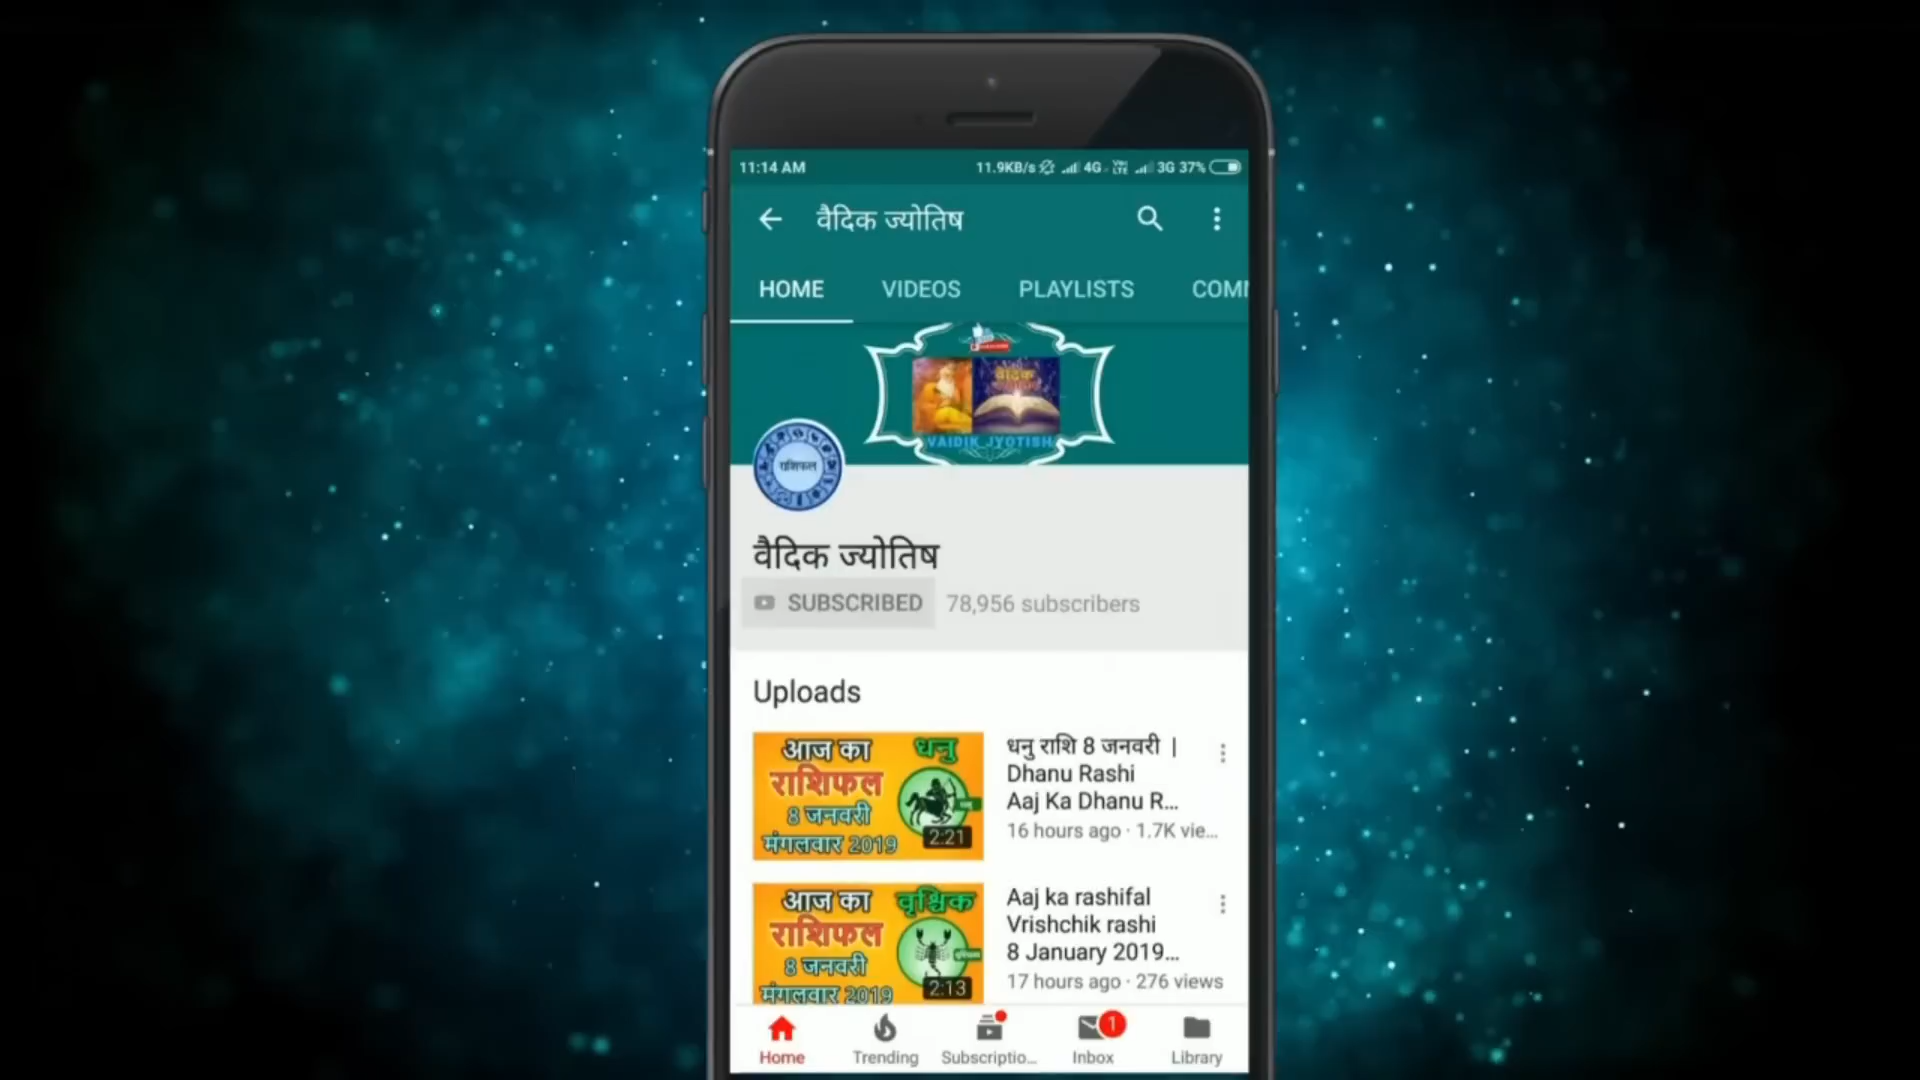 11:14 AM 11.9KB/s 4G VoLTE 3G 37%
वैदिक ज्योतिष
HOME VIDEOS PLAYLISTS COM
वैदिक
VAIDIK JYOTISH
राशिफल
वैदिक ज्योतिष
SUBSCRIBED 78,956 subscribers
Uploads
आज का धनु
राशिफल
8 जनवरी
मंगलवार 2019
2:21
धनु राशि 8 जनवरी |
Dhanu Rashi
Aaj Ka Dhanu R...
16 hours ago · 1.7K vie...
आज का वृश्चिक
राशिफल
8 जनवरी
मंगलवार 2019
2:13
Aaj ka rashifal
Vrishchik rashi
8 January 2019...
17 hours ago · 276 views
1
Home Trending Subscriptio... Inbox Library